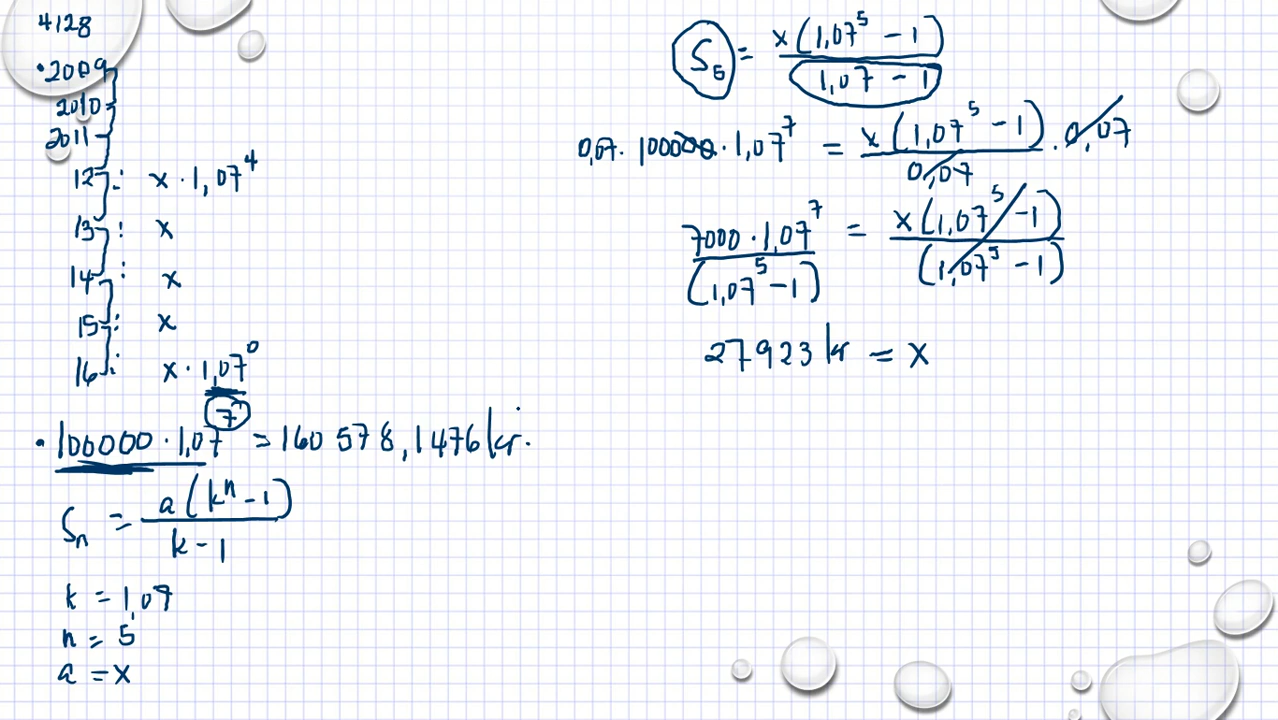 4128
• 2009
2010
2011
12 : x · 1,07⁴
13 : x
14 : x
15 : x
16 : x · 1,07⁰
• 100000 · 1,07⁷ = 160 578,1476 kr.
Sₙ = a(kⁿ - 1) / k - 1
k = 1,07
n = 5
a = x
S₅ = x(1,07⁵ - 1) / 1,07 - 1
0,07 · 100000 · 1,07⁷ = x(1,07⁵ - 1) / 0,07 · 0,07
7000 · 1,07⁷ / (1,07⁵ - 1) = x(1,07⁵ - 1) / (1,07⁵ - 1)
27923 kr = x